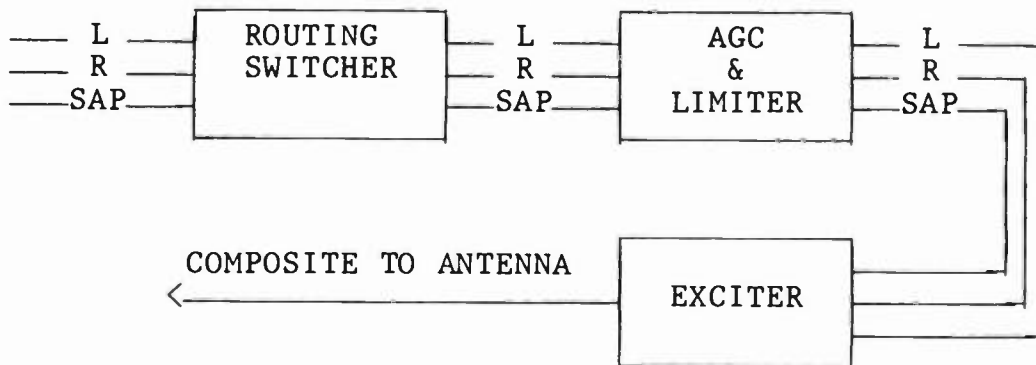 L ROUTING L AGC L
R SWITCHER R & R
SAP SAP LIMITER SAP
COMPOSITE TO ANTENNA
EXCITER